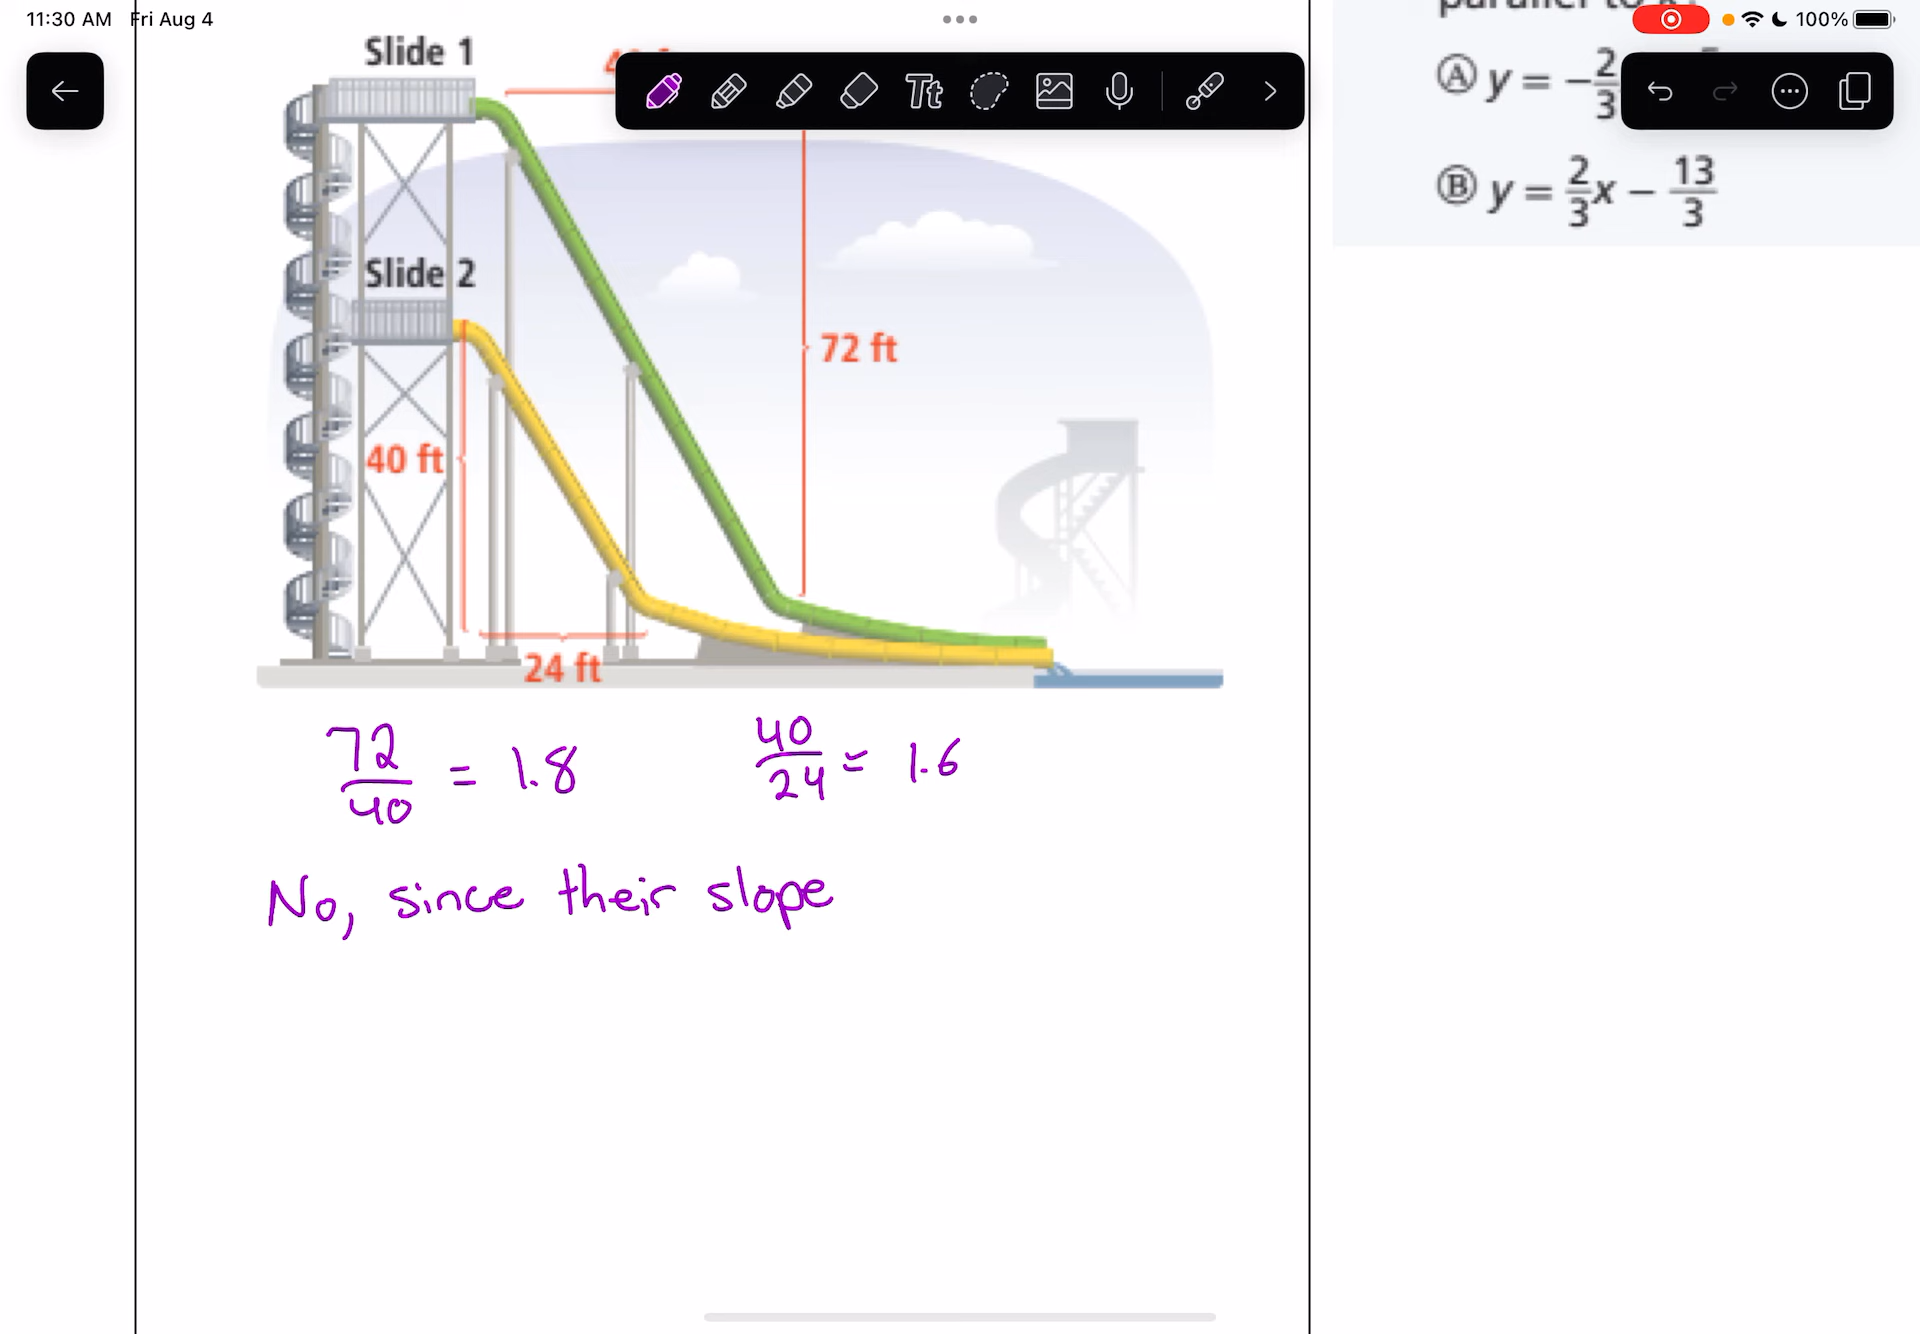 11:30 AM Fri Aug 4
100%
Slide 1
Tt
Ⓐ y = −2/3
Ⓑ y = 2/3x − 13/3
Slide 2
72 ft
40 ft
24 ft
72/40 = 1.8
40/24 = 1.6
No, since their slope